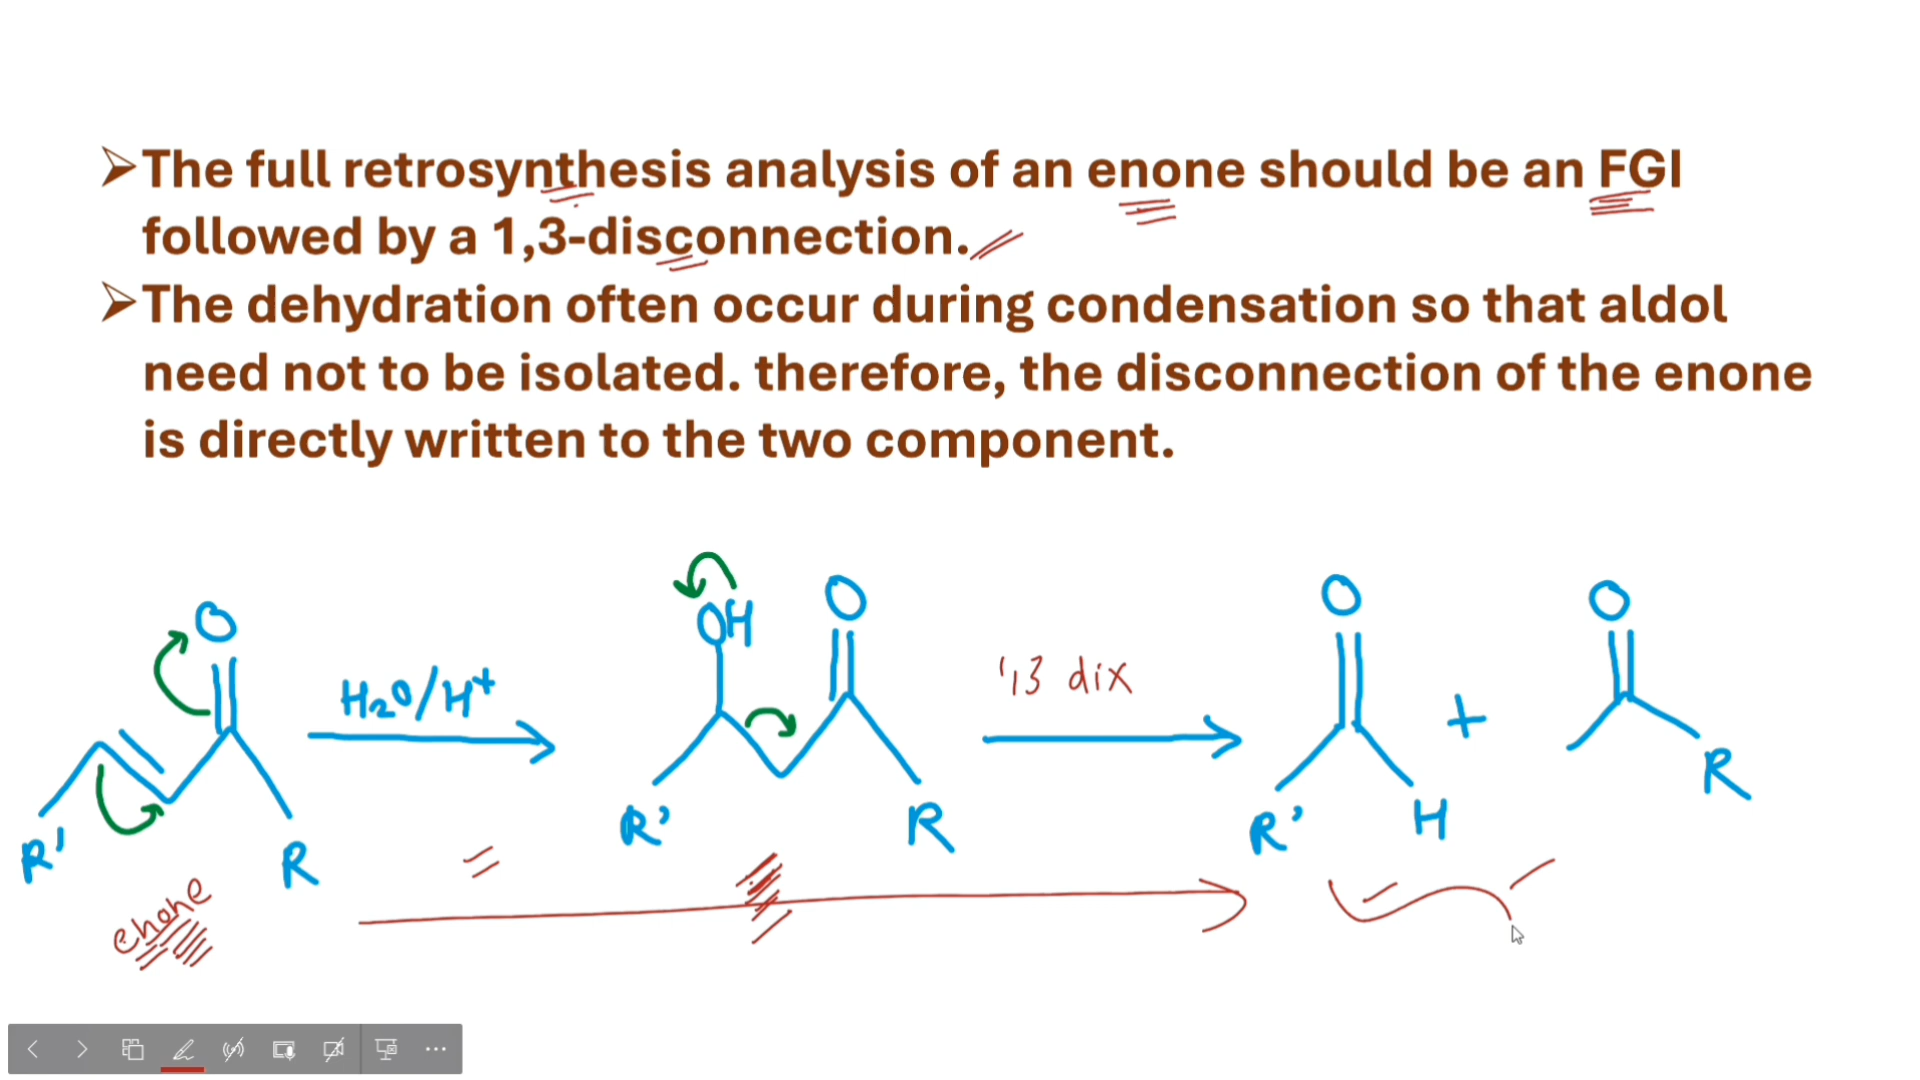 ➢The full retrosynthesis analysis of an enone should be an FGI
followed by a 1,3-disconnection.
➢The dehydration often occur during condensation so that aldol
need not to be isolated. therefore, the disconnection of the enone
is directly written to the two component.
O OH O O O
H₂O/H⁺ 1,3 dix +
R' R R' R R' H R
enone